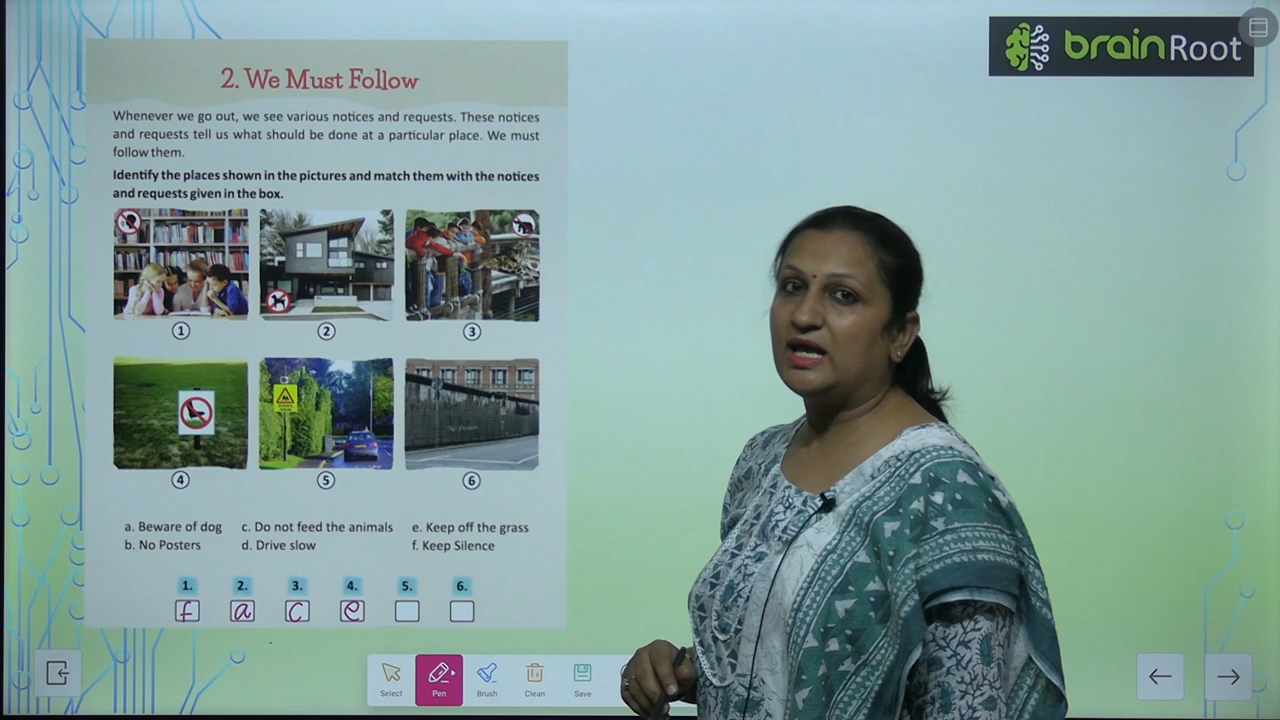 brainRoot
2. We Must Follow
Whenever we go out, we see various notices and requests. These notices
and requests tell us what should be done at a particular place. We must
follow them.
Identify the places shown in the pictures and match them with the notices
and requests given in the box.
1 2 3
4 5 6
a. Beware of dog c. Do not feed the animals e. Keep off the grass
b. No Posters d. Drive slow f. Keep Silence
1. 2. 3. 4. 5. 6.
f a c e
Select Pen Brush Clean Save